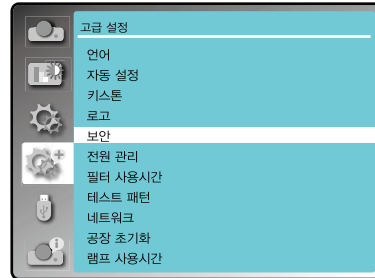 고급 설정
언어
자동 설정
키스톤
로고
보안
전원 관리
필터 사용시간
테스트 패턴
네트워크
공장 초기화
램프 사용시간